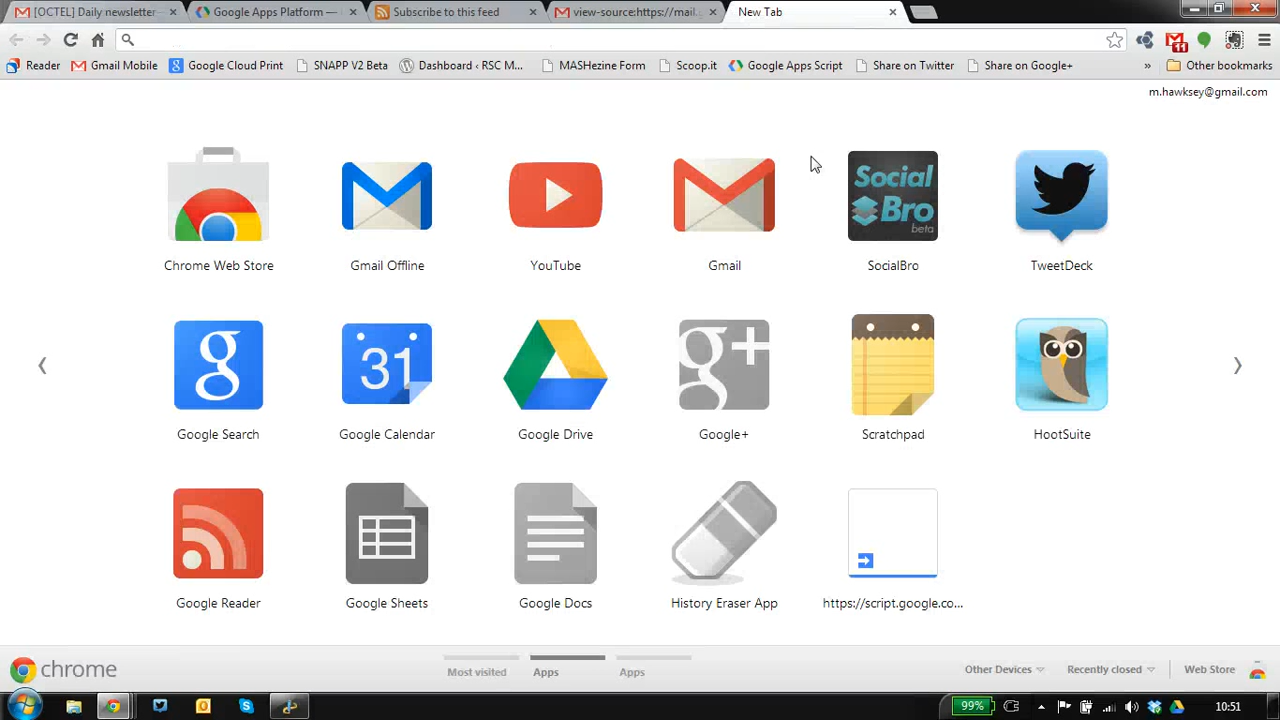 [OCTEL] Daily newsletter
Google Apps Platform —
Subscribe to this feed
view-source:https://mail.
New Tab
11
Reader
Gmail Mobile
Google Cloud Print
SNAPP V2 Beta
Dashboard ‹ RSC M...
MASHezine Form
Scoop.it
Google Apps Script
Share on Twitter
Share on Google+
»
Other bookmarks
m.hawksey@gmail.com
Social
Bro
beta
Chrome Web Store
Gmail Offline
YouTube
Gmail
SocialBro
TweetDeck
g
31
g+
Google Search
Google Calendar
Google Drive
Google+
Scratchpad
HootSuite
Google Reader
Google Sheets
Google Docs
History Eraser App
https://script.google.co...
chrome
Most visited
Apps
Apps
Other Devices
Recently closed
Web Store
99%
10:51